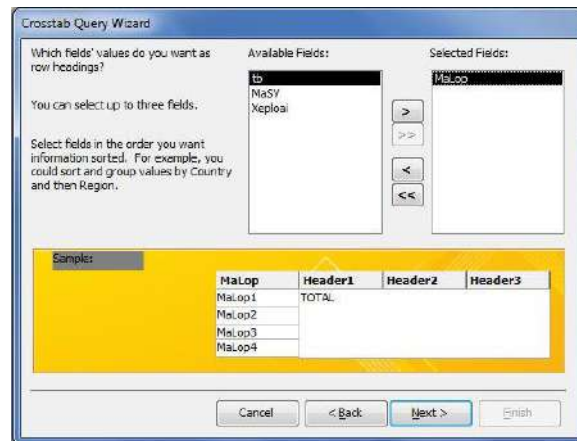 Crosstab Query Wizard
Which fields' values do you want as
row headings?
You can select up to three fields.
Select fields in the order you want
information sorted. For example, you
could sort and group values by Country
and then Region.
Available Fields:
tb
MaSV
Xeploai
>
>>
<
<<
Selected Fields:
MaLop
Sample:
MaLop Header1 Header2 Header3
MaLop1 TOTAL
MaLop2
MaLop3
MaLop4
Cancel
< Back
Next >
Finish